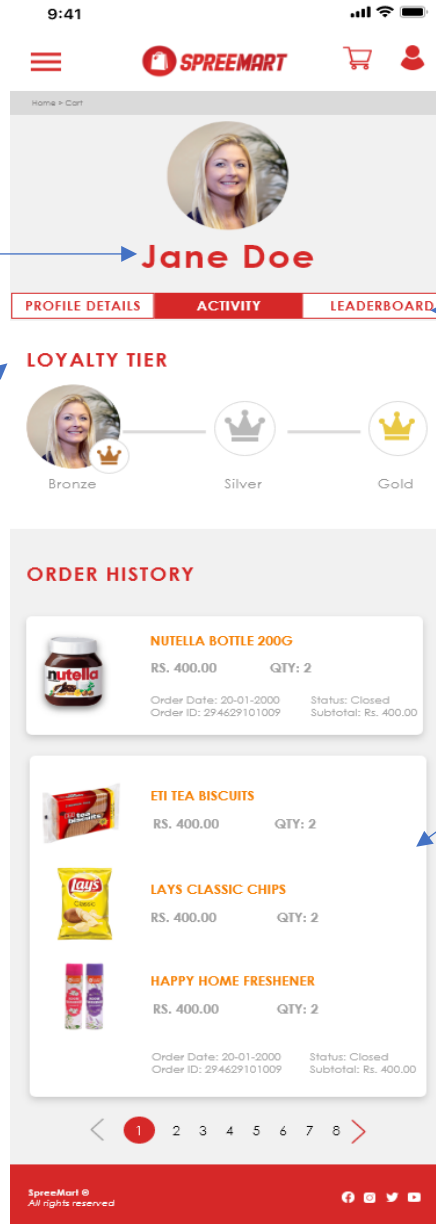 9:41
SPREEMART
Home > Cart
Jane Doe
PROFILE DETAILS ACTIVITY LEADERBOARD
LOYALTY TIER
Bronze Silver Gold
ORDER HISTORY
NUTELLA BOTTLE 200G
RS. 400.00 QTY: 2
nutella
Order Date: 20-01-2000 Status: Closed
Order ID: 294629101009 Subtotal: Rs. 400.00
ETI TEA BISCUITS
RS. 400.00 QTY: 2
LAYS CLASSIC CHIPS
Lays
Classic
RS. 400.00 QTY: 2
HAPPY HOME FRESHENER
RS. 400.00 QTY: 2
Order Date: 20-01-2000 Status: Closed
Order ID: 294629101009 Subtotal: Rs. 400.00
1 2 3 4 5 6 7 8
SpreeMart ®
All rights reserved